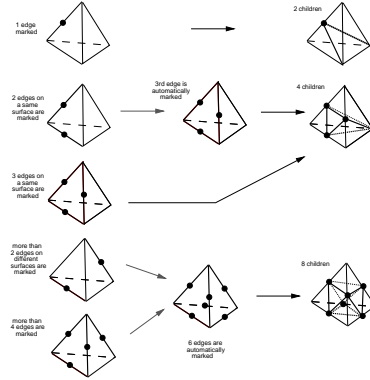 1 edge
marked
2 children
2 edges on
a same
surface are
marked
3rd edge is
automatically
marked
4 children
3 edges on
a same
surface are
marked
more than
2 edges on
different
surfaces are
marked
8 children
more than
4 edges are
marked
6 edges are
automatically
marked